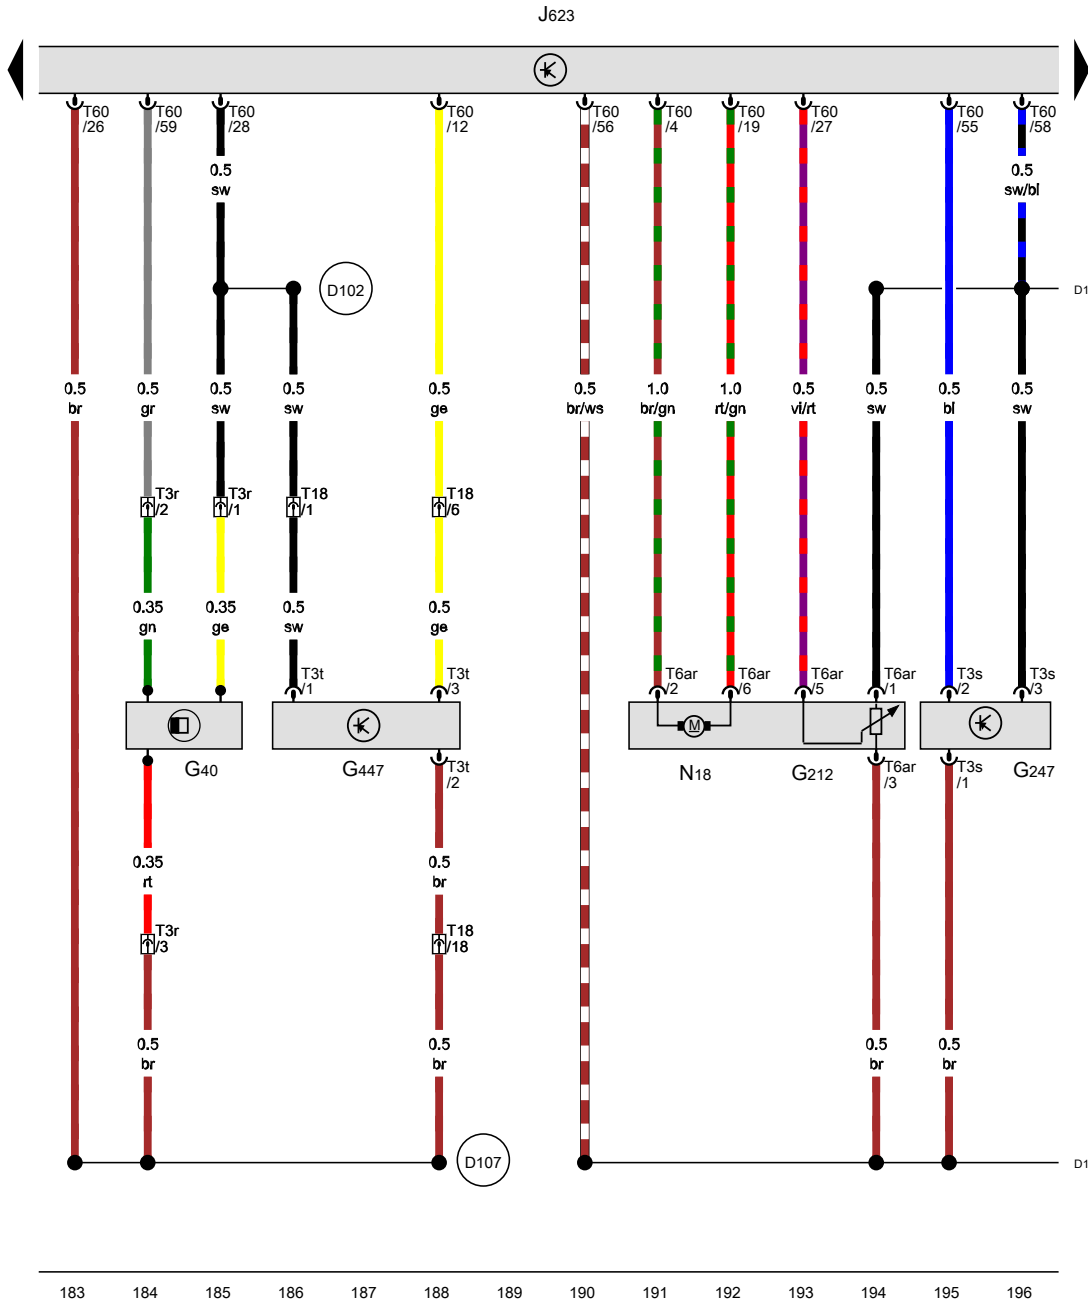 J623
T60 T60 T60 T60 T60 T60 T60 T60 T60 T60
/26 /59 /28 /12 /56 /4 /19 /27 /55 /58
0.5 0.5
sw sw/bl
D102 D1
0.5 0.5 0.5 0.5 0.5 0.5 1.0 1.0 0.5 0.5 0.5 0.5
br gr sw sw ge br/ws br/gn rt/gn vi/rt sw bl sw
T3r T3r T18 T18
/2 /1 /1 /6
0.35 0.35 0.5 0.5
gn ge sw ge
T3t T3t T6ar T6ar T6ar T6ar T3s T3s
/1 /3 /2 /6 /5 /1 /2 /3
M
G40 G447 T3t N18 G212 T6ar T3s G247
/2 /3 /1
0.35 0.5
rt br
T3r T18
/3 /18
0.5 0.5 0.5 0.5
br br br br
D107 D1
183 184 185 186 187 188 189 190 191 192 193 194 195 196